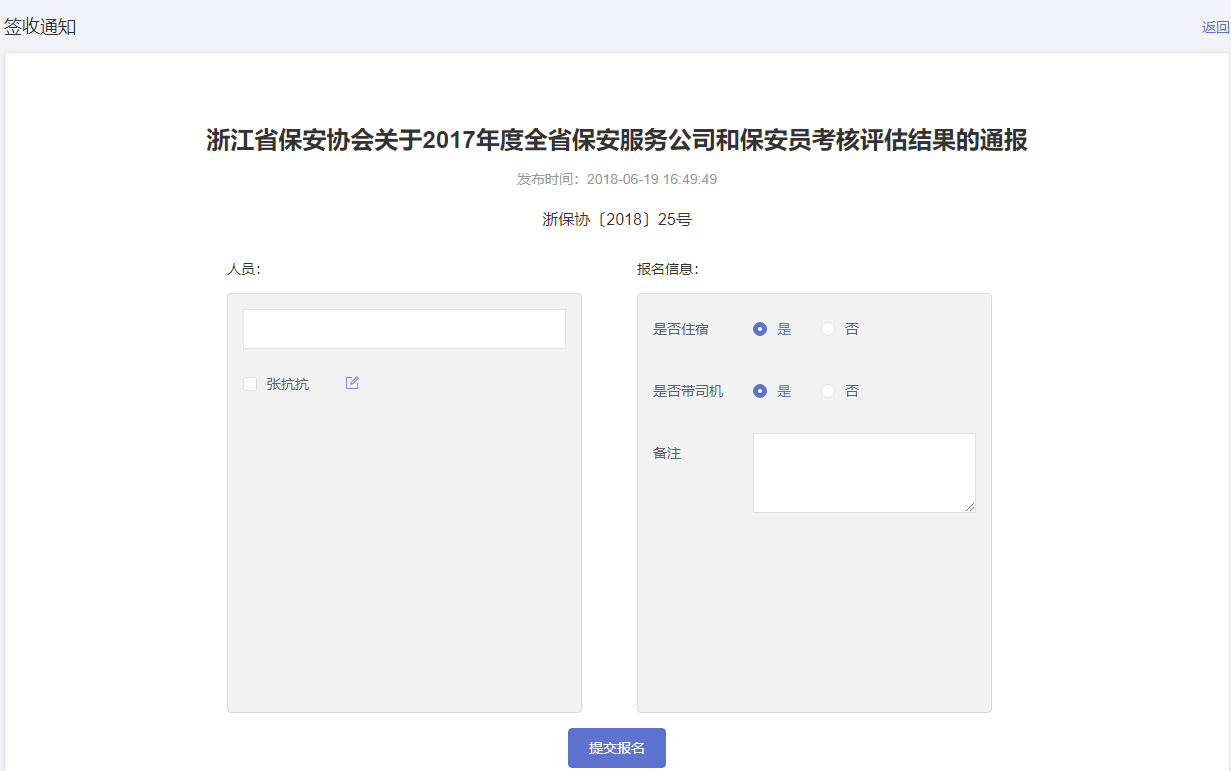 签收通知
返回
浙江省保安协会关于2017年度全省保安服务公司和保安员考核评估结果的通报
发布时间：2018-06-19 16:49:49
浙保协〔2018〕25号
人员：
张抗抗
报名信息：
是否住宿 是 否
是否带司机 是 否
备注
提交报名